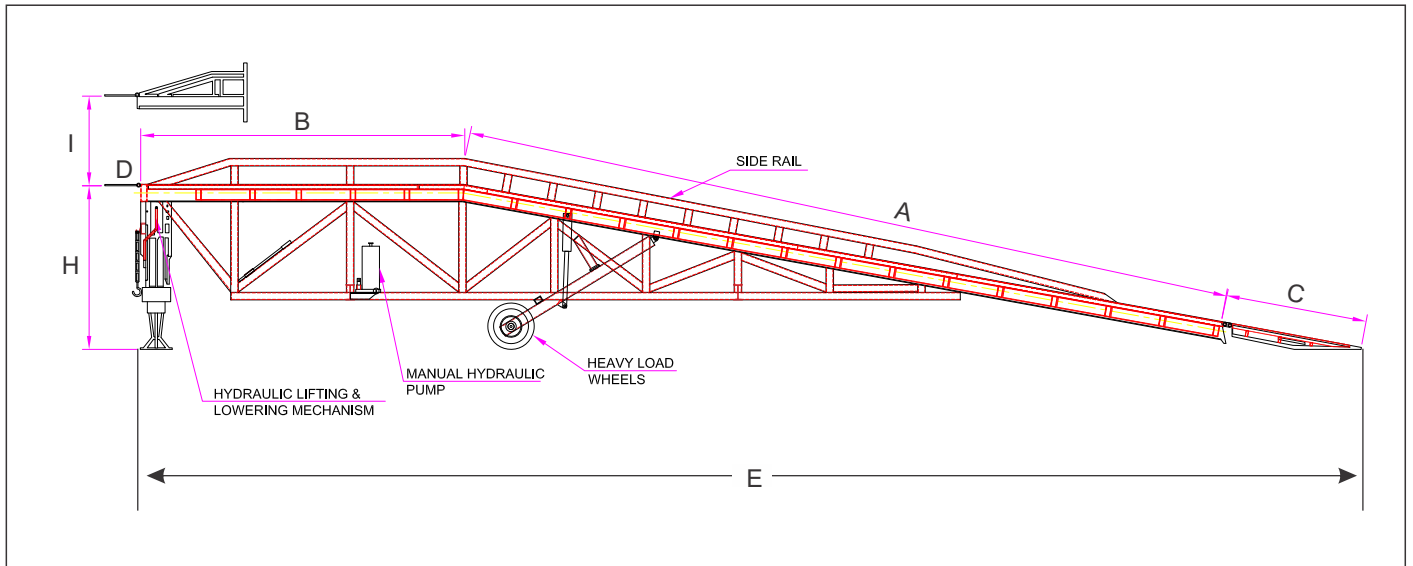 B
I
D
SIDE RAIL
A
H
C
HEAVY LOAD
WHEELS
MANUAL HYDRAULIC
PUMP
HYDRAULIC LIFTING &
LOWERING MECHANISM
E